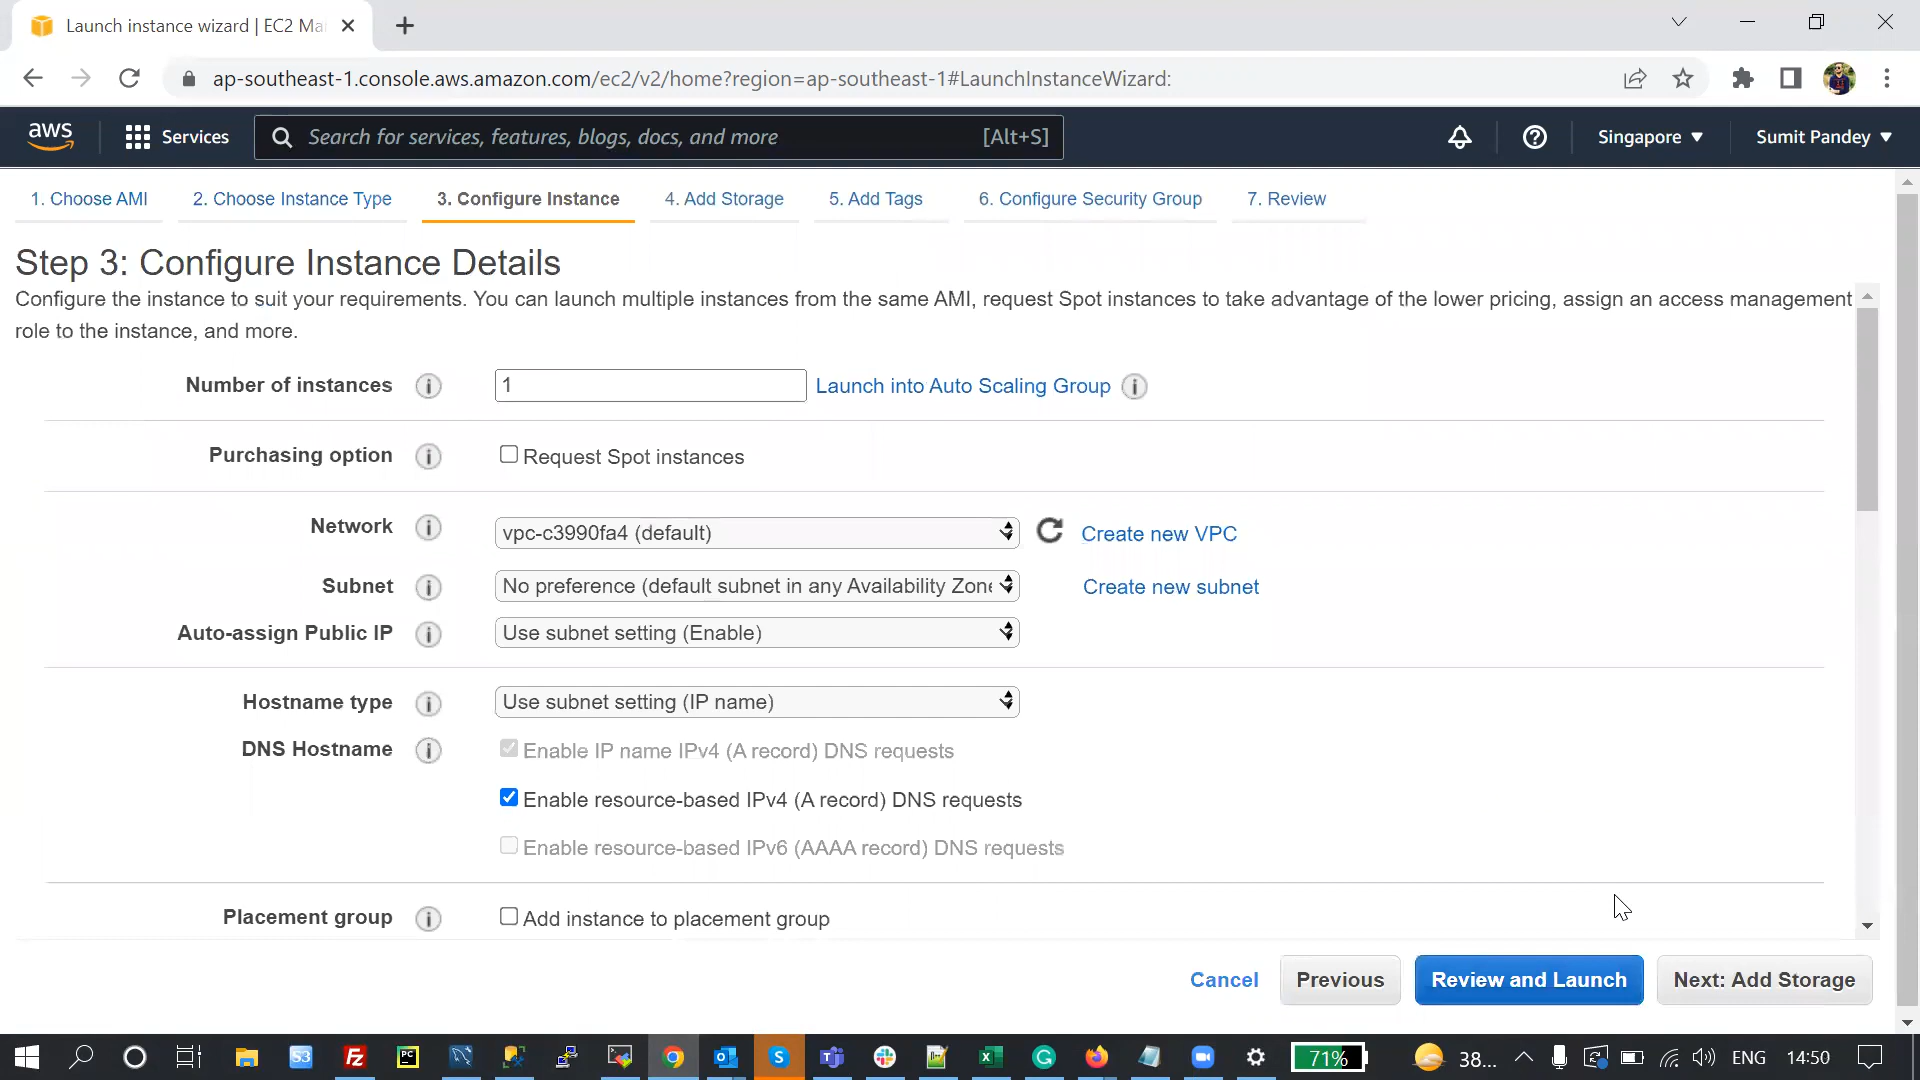 Launch instance wizard | EC2 Ma
ap-southeast-1.console.aws.amazon.com/ec2/v2/home?region=ap-southeast-1#LaunchInstanceWizard:
aws
Services
Search for services, features, blogs, docs, and more
[Alt+S]
Singapore
Sumit Pandey
1. Choose AMI
2. Choose Instance Type
3. Configure Instance
4. Add Storage
5. Add Tags
6. Configure Security Group
7. Review
Step 3: Configure Instance Details
Configure the instance to suit your requirements. You can launch multiple instances from the same AMI, request Spot instances to take advantage of the lower pricing, assign an access management
role to the instance, and more.
Number of instances
1
Launch into Auto Scaling Group
Purchasing option
Request Spot instances
Network
vpc-c3990fa4 (default)
Create new VPC
Subnet
No preference (default subnet in any Availability Zone
Create new subnet
Auto-assign Public IP
Use subnet setting (Enable)
Hostname type
Use subnet setting (IP name)
DNS Hostname
Enable IP name IPv4 (A record) DNS requests
Enable resource-based IPv4 (A record) DNS requests
Enable resource-based IPv6 (AAAA record) DNS requests
Placement group
Add instance to placement group
Cancel
Previous
Review and Launch
Next: Add Storage
71%
38...
ENG
14:50